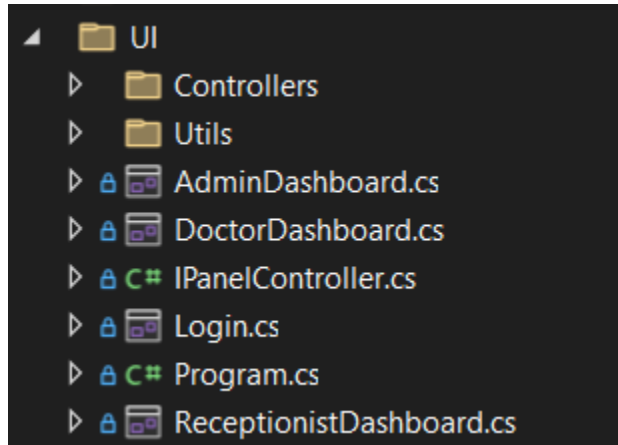 UI
Controllers
Utils
AdminDashboard.cs
DoctorDashboard.cs
C# IPanelController.cs
Login.cs
C# Program.cs
ReceptionistDashboard.cs